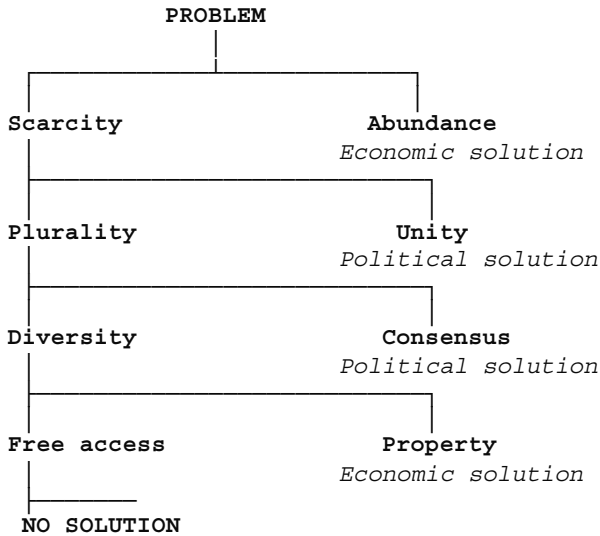 PROBLEM
Scarcity Abundance
Economic solution
Plurality Unity
Political solution
Diversity Consensus
Political solution
Free access Property
Economic solution
NO SOLUTION